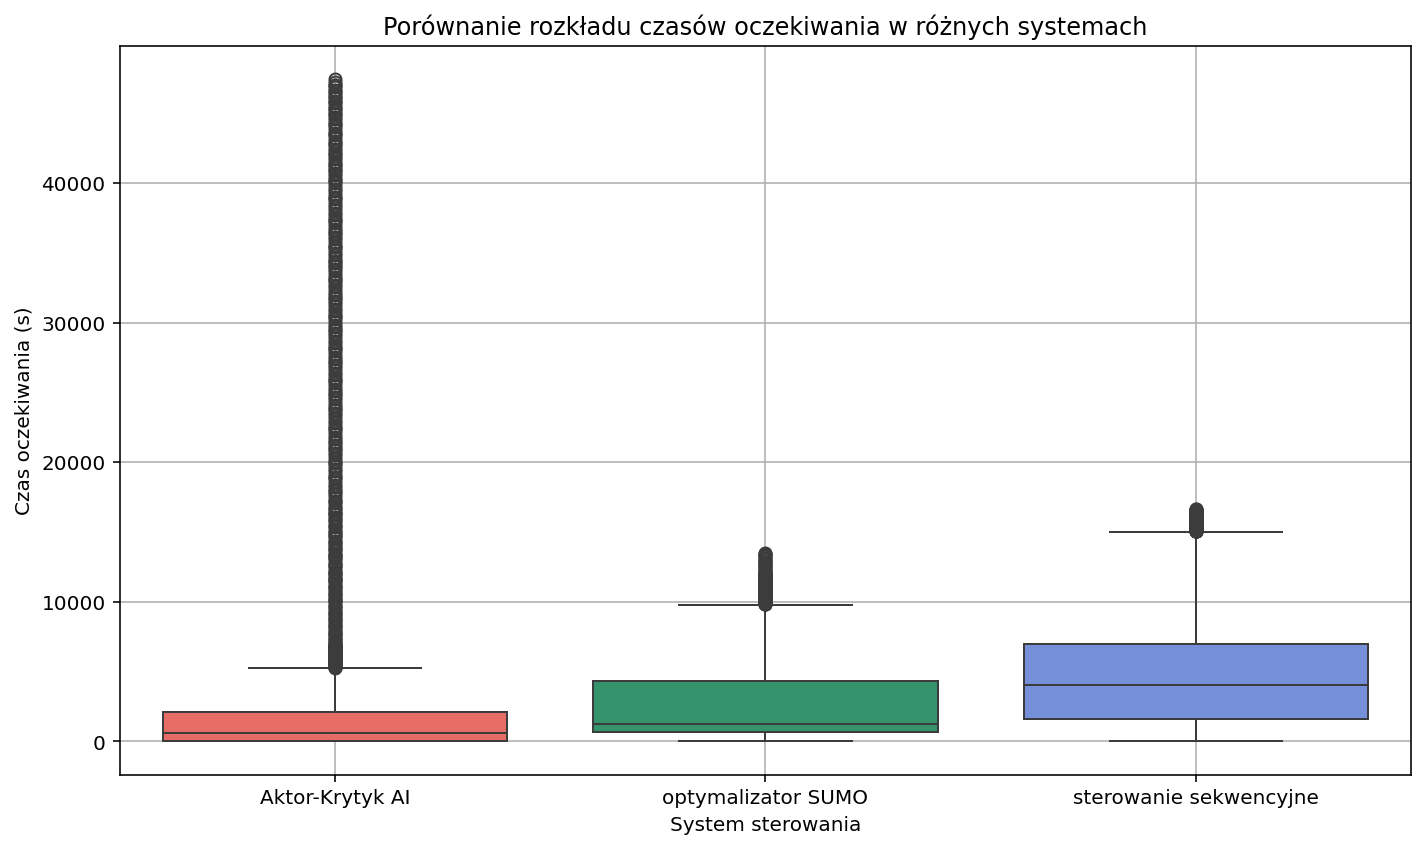 Porównanie rozkładu czasów oczekiwania w różnych systemach
Czas oczekiwania (s)
40000
30000
20000
10000
0
Aktor-Krytyk AI
optymalizator SUMO
sterowanie sekwencyjne
System sterowania